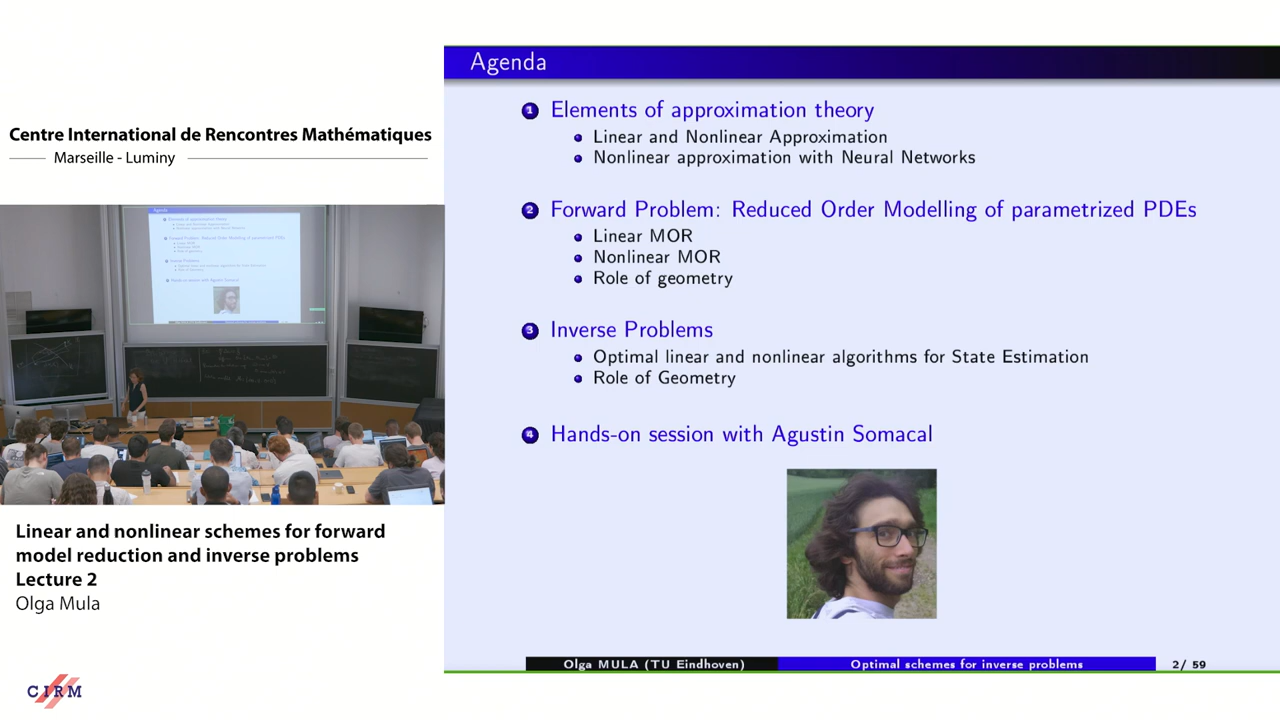 Centre International de Rencontres Mathématiques
Marseille - Luminy
Linear and nonlinear schemes for forward
model reduction and inverse problems
Lecture 2
Olga Mula
CIRM
Agenda
1 Elements of approximation theory
Linear and Nonlinear Approximation
Nonlinear approximation with Neural Networks
2 Forward Problem: Reduced Order Modelling of parametrized PDEs
Linear MOR
Nonlinear MOR
Role of geometry
3 Inverse Problems
Optimal linear and nonlinear algorithms for State Estimation
Role of Geometry
4 Hands-on session with Agustin Somacal
Olga MULA (TU Eindhoven)
Optimal schemes for inverse problems
2/ 59